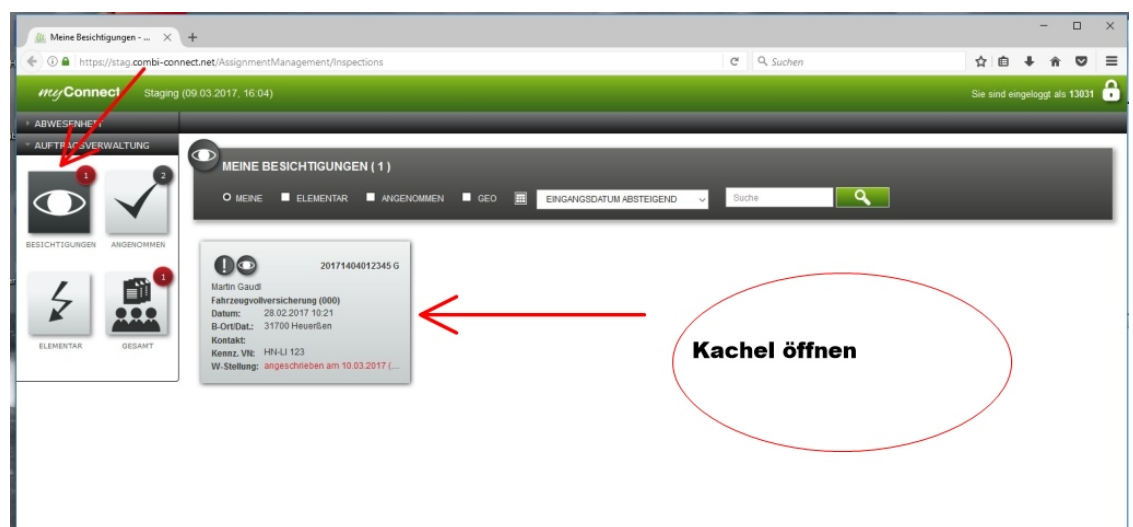 Meine Besichtigungen - ...
https://stag.combi-connect.net/AssignmentManagement/Inspections
Suchen
myConnect Staging (09.03.2017, 16:04)
Sie sind eingeloggt als 13031
ABWESENHEIT
AUFTRAGSVERWALTUNG
1
2
BESICHTIGUNGEN ANGENOMMEN
1
ELEMENTAR GESAMT
MEINE BESICHTIGUNGEN ( 1 )
MEINE ELEMENTAR ANGENOMMEN GEO EINGANGSDATUM ABSTEIGEND Suche
20171404012345 G
Martin Gaudl
Fahrzeugvollversicherung (000)
Datum: 28.02.2017 10:21
B-Ort/Dat.: 31700 Heuerßen
Kontakt:
Kennz. VN: HN-LI 123
W-Stellung: angeschrieben am 10.03.2017 (...
Kachel öffnen